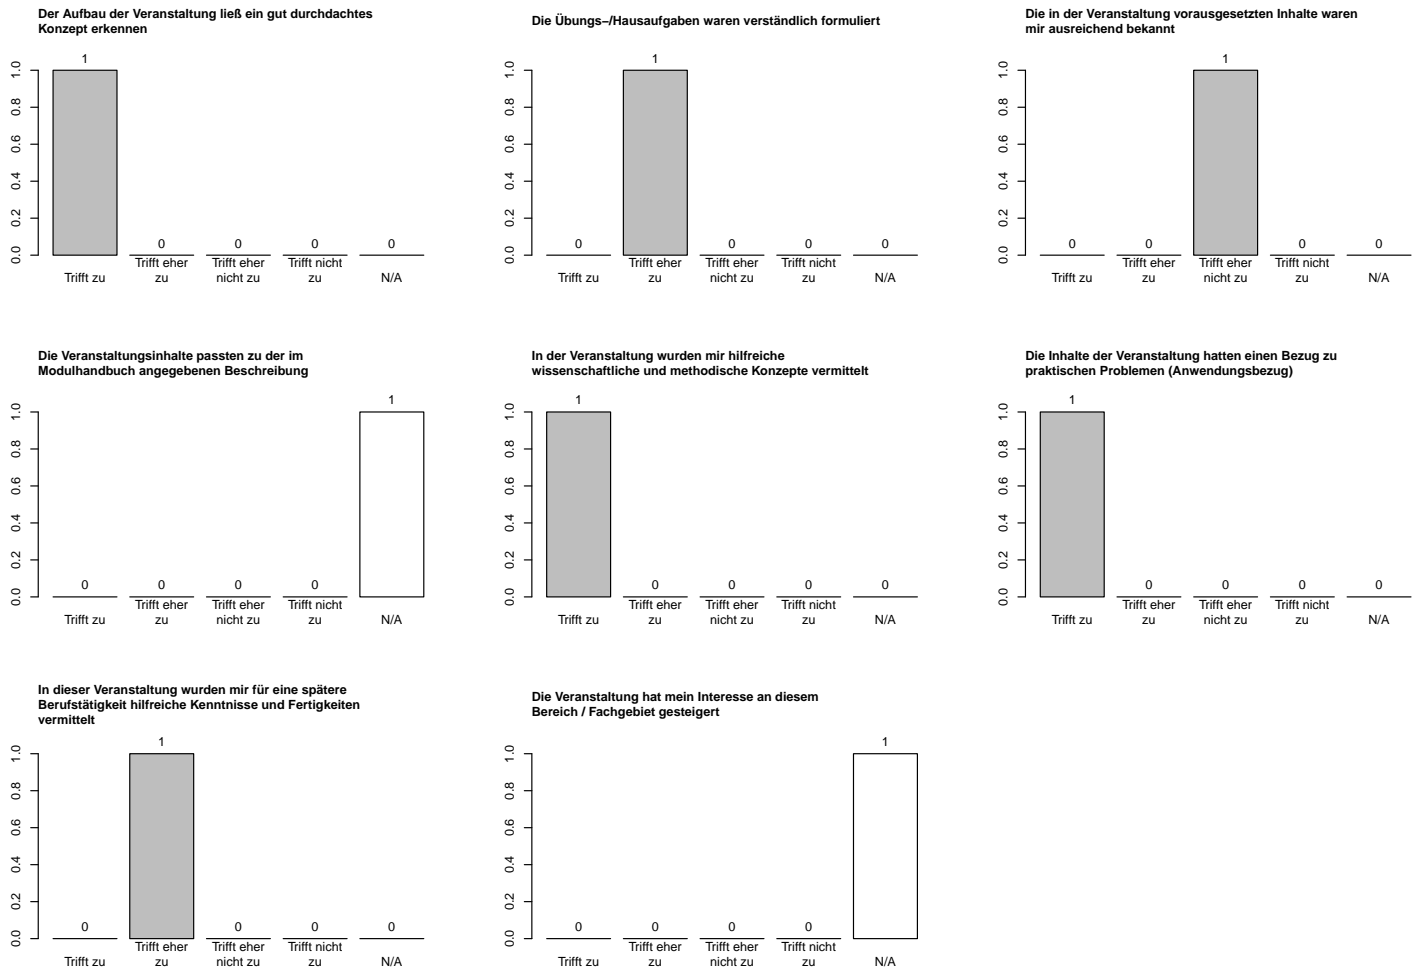 Der Aufbau der Veranstaltung ließ ein gut durchdachtes
Konzept erkennen
1
0 0 0 0
0.0 0.2 0.4 0.6 0.8 1.0
Trifft zu
Trifft eher
zu
Trifft eher
nicht zu
Trifft nicht
zu
N/A
Die Übungs−/Hausaufgaben waren verständlich formuliert
1
0 0 0 0
0.0 0.2 0.4 0.6 0.8 1.0
Trifft zu
Trifft eher
zu
Trifft eher
nicht zu
Trifft nicht
zu
N/A
Die in der Veranstaltung vorausgesetzten Inhalte waren
mir ausreichend bekannt
1
0 0 0 0
0.0 0.2 0.4 0.6 0.8 1.0
Trifft zu
Trifft eher
zu
Trifft eher
nicht zu
Trifft nicht
zu
N/A
Die Veranstaltungsinhalte passten zu der im
Modulhandbuch angegebenen Beschreibung
1
0 0 0 0
0.0 0.2 0.4 0.6 0.8 1.0
Trifft zu
Trifft eher
zu
Trifft eher
nicht zu
Trifft nicht
zu
N/A
In der Veranstaltung wurden mir hilfreiche
wissenschaftliche und methodische Konzepte vermittelt
1
0 0 0 0
0.0 0.2 0.4 0.6 0.8 1.0
Trifft zu
Trifft eher
zu
Trifft eher
nicht zu
Trifft nicht
zu
N/A
Die Inhalte der Veranstaltung hatten einen Bezug zu
praktischen Problemen (Anwendungsbezug)
1
0 0 0 0
0.0 0.2 0.4 0.6 0.8 1.0
Trifft zu
Trifft eher
zu
Trifft eher
nicht zu
Trifft nicht
zu
N/A
In dieser Veranstaltung wurden mir für eine spätere
Berufstätigkeit hilfreiche Kenntnisse und Fertigkeiten
vermittelt
1
0 0 0 0
0.0 0.2 0.4 0.6 0.8 1.0
Trifft zu
Trifft eher
zu
Trifft eher
nicht zu
Trifft nicht
zu
N/A
Die Veranstaltung hat mein Interesse an diesem
Bereich / Fachgebiet gesteigert
1
0 0 0 0
0.0 0.2 0.4 0.6 0.8 1.0
Trifft zu
Trifft eher
zu
Trifft eher
nicht zu
Trifft nicht
zu
N/A